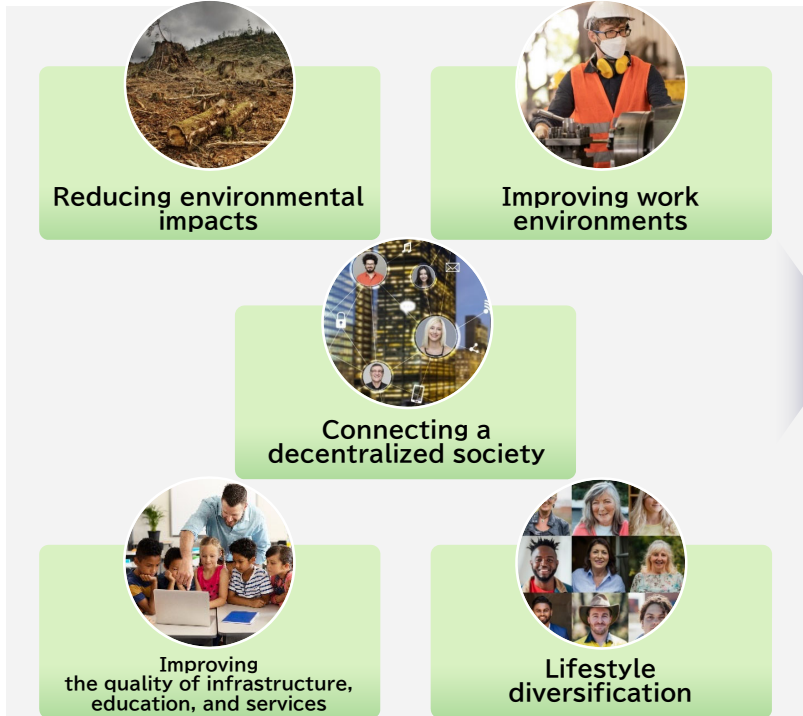 Reducing environmental
impacts
Improving work
environments
Connecting a
decentralized society
Improving
the quality of infrastructure,
education, and services
Lifestyle
diversification